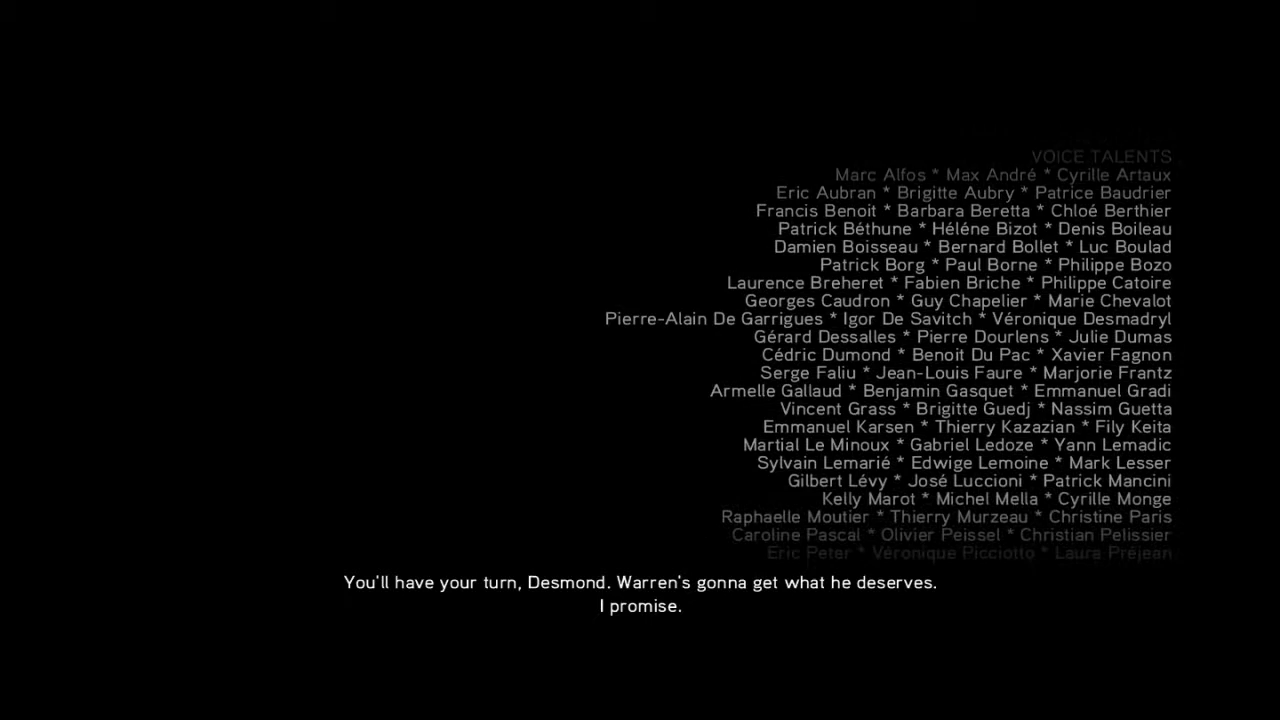 VOICE TALENTS
Marc Alfos * Max André * Cyrille Artaux
Eric Aubran * Brigitte Aubry * Patrice Baudrier
Francis Benoit * Barbara Beretta * Chloé Berthier
Patrick Béthune * Héléne Bizot * Denis Boileau
Damien Boisseau * Bernard Bollet * Luc Boulad
Patrick Borg * Paul Borne * Philippe Bozo
Laurence Breheret * Fabien Briche * Philippe Catoire
Georges Caudron * Guy Chapelier * Marie Chevalot
Pierre-Alain De Garrigues * Igor De Savitch * Véronique Desmadryl
Gérard Dessalles * Pierre Dourlens * Julie Dumas
Cédric Dumond * Benoit Du Pac * Xavier Fagnon
Serge Faliu * Jean-Louis Faure * Marjorie Frantz
Armelle Gallaud * Benjamin Gasquet * Emmanuel Gradi
Vincent Grass * Brigitte Guedj * Nassim Guetta
Emmanuel Karsen * Thierry Kazazian * Fily Keita
Martial Le Minoux * Gabriel Ledoze * Yann Lemadic
Sylvain Lemarié * Edwige Lemoine * Mark Lesser
Gilbert Lévy * José Luccioni * Patrick Mancini
Kelly Marot * Michel Mella * Cyrille Monge
Raphaelle Moutier * Thierry Murzeau * Christine Paris
Caroline Pascal * Olivier Peissel * Christian Pelissier
Eric Peter * Véronique Picciotto * Laura Préjean
You'll have your turn, Desmond. Warren's gonna get what he deserves.
I promise.